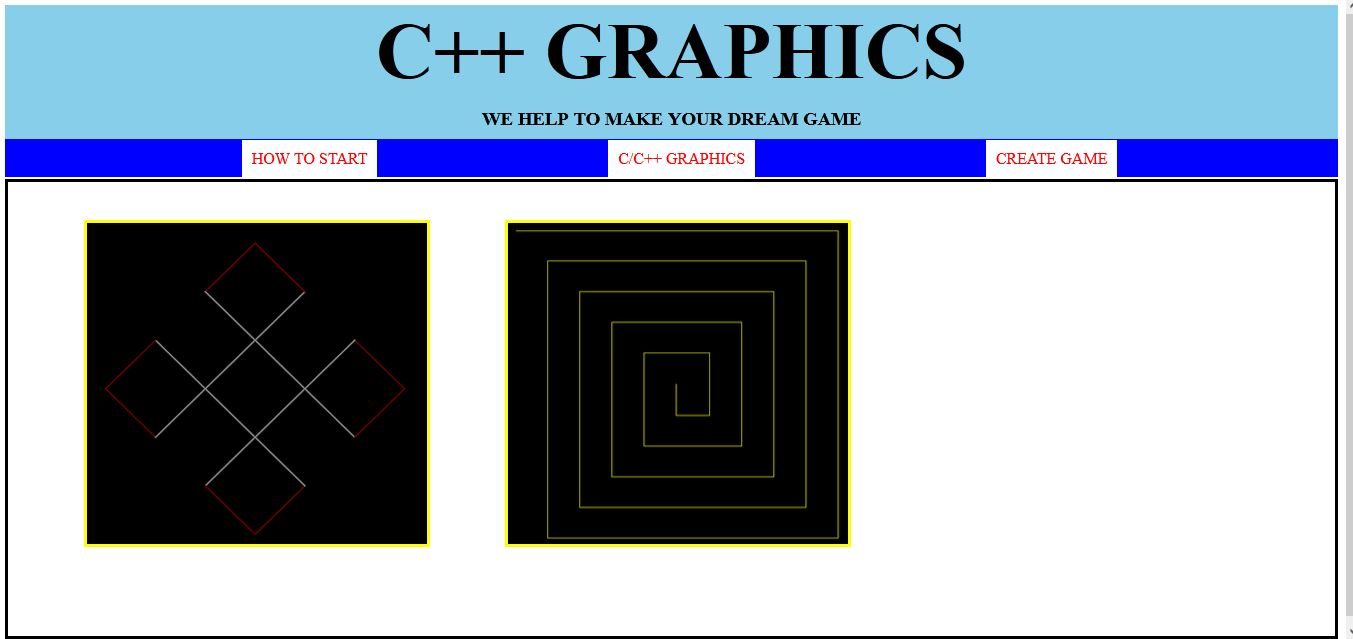 C++ GRAPHICS
WE HELP TO MAKE YOUR DREAM GAME
HOW TO START C/C++ GRAPHICS CREATE GAME